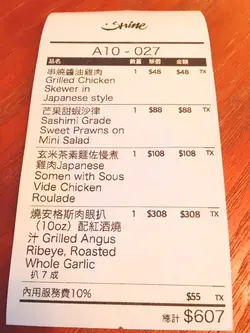 Shine
A10 - 027
品名 數量 單價 金額
串燒醬油雞肉 1 $48 $48 TX
Grilled Chicken
Skewer in
Japanese style
芒果甜蝦沙律 1 $88 $88 TX
Sashimi Grade
Sweet Prawns on
Mini Salad
玄米茶素麵佐慢煮 1 $108 $108 TX
雞肉Japanese
Somen with Sous
Vide Chicken
Roulade
燒安格斯肉眼扒 1 $308 $308 TX
(10oz) 配紅酒燒
汁 Grilled Angus
Ribeye, Roasted
Whole Garlic
扒7成
內用服務費10% $55 TX
總計 $607